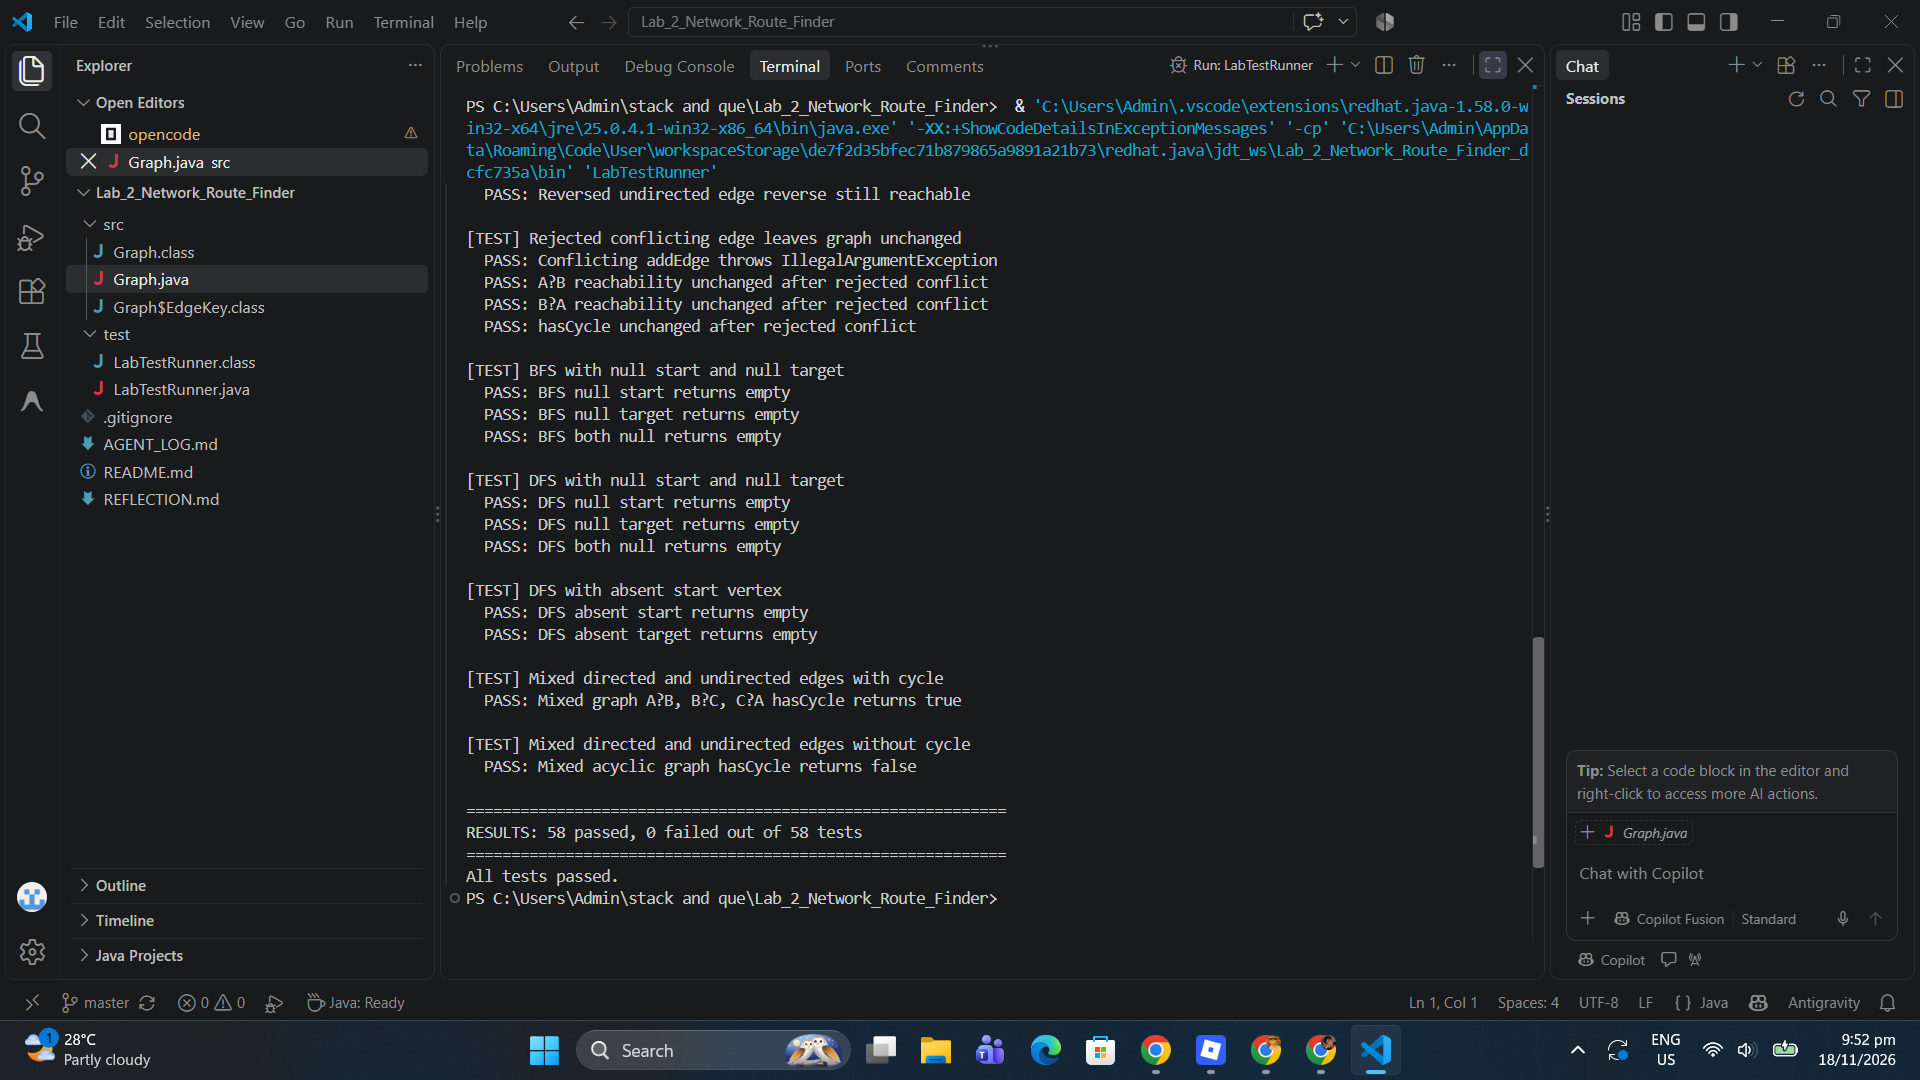 File Edit Selection View Go Run Terminal Help
Lab_2_Network_Route_Finder
Explorer
Open Editors
opencode
Graph.java src
Lab_2_Network_Route_Finder
src
Graph.class
Graph.java
Graph$EdgeKey.class
test
LabTestRunner.class
LabTestRunner.java
.gitignore
AGENT_LOG.md
README.md
REFLECTION.md
Outline
Timeline
Java Projects
Problems Output Debug Console Terminal Ports Comments
Run: LabTestRunner
PS C:\Users\Admin\stack and que\Lab_2_Network_Route_Finder>  & 'C:\Users\Admin\.vscode\extensions\redhat.java-1.58.0-w
in32-x64\jre\25.0.4.1-win32-x86_64\bin\java.exe' '-XX:+ShowCodeDetailsInExceptionMessages' '-cp' 'C:\Users\Admin\AppDa
ta\Roaming\Code\User\workspaceStorage\de7f2d35bfec71b879865a9891a21b73\redhat.java\jdt_ws\Lab_2_Network_Route_Finder_d
cfc735a\bin' 'LabTestRunner'
PASS: Reversed undirected edge reverse still reachable
[TEST] Rejected conflicting edge leaves graph unchanged
PASS: Conflicting addEdge throws IllegalArgumentException
PASS: A?B reachability unchanged after rejected conflict
PASS: B?A reachability unchanged after rejected conflict
PASS: hasCycle unchanged after rejected conflict
[TEST] BFS with null start and null target
PASS: BFS null start returns empty
PASS: BFS null target returns empty
PASS: BFS both null returns empty
[TEST] DFS with null start and null target
PASS: DFS null start returns empty
PASS: DFS null target returns empty
PASS: DFS both null returns empty
[TEST] DFS with absent start vertex
PASS: DFS absent start returns empty
PASS: DFS absent target returns empty
[TEST] Mixed directed and undirected edges with cycle
PASS: Mixed graph A?B, B?C, C?A hasCycle returns true
[TEST] Mixed directed and undirected edges without cycle
PASS: Mixed acyclic graph hasCycle returns false
============================================================
RESULTS: 58 passed, 0 failed out of 58 tests
============================================================
All tests passed.
PS C:\Users\Admin\stack and que\Lab_2_Network_Route_Finder>
Chat
Sessions
Tip: Select a code block in the editor and
right-click to access more AI actions.
Graph.java
Chat with Copilot
Copilot Fusion Standard
Copilot
master 0 0 Java: Ready
Ln 1, Col 1 Spaces: 4 UTF-8 LF { } Java Antigravity
1
28°C
Partly cloudy
Search
ENG
US
9:52 pm
18/11/2026